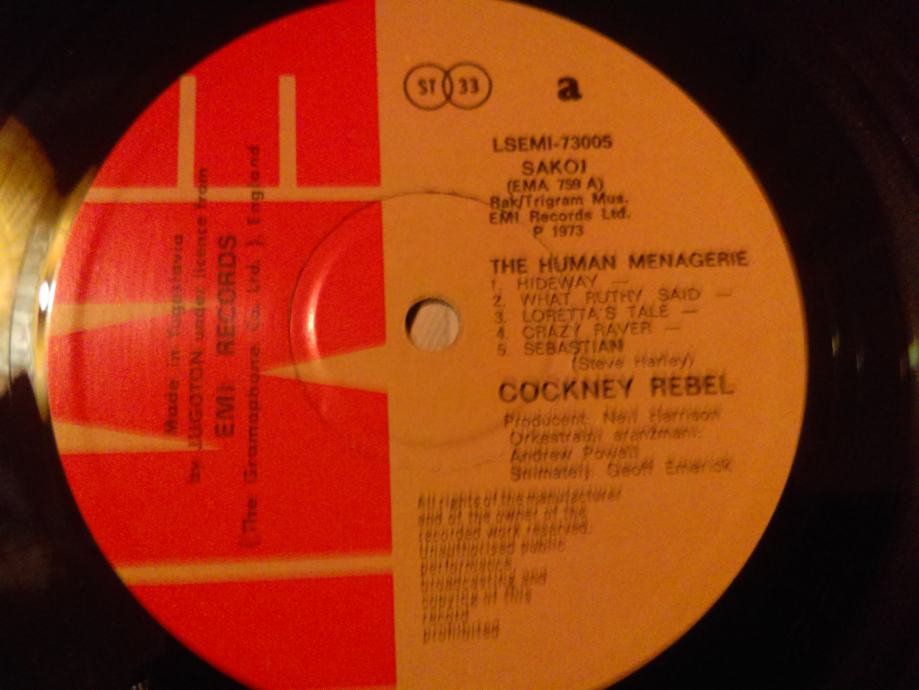 ST 33
a
LSEMI-73005
SAKOJ
(EMA 759 A)
Rak/Trigram Mus.
EMI Records Ltd.
P 1973
THE HUMAN MENAGERIE
1. HIDEWAY —
2. WHAT RUTHY SAID —
3. LORETTA'S TALE —
4. CRAZY RAVER —
5. SEBASTIAN
(Steve Harley)
COCKNEY REBEL
Producent: Neil Harrison
Orkestralni aranžmani:
Andrew Powell
Snimatelj: Geoff Emerick
All rights of the manufacturer
and of the owner of the
recorded work reserved.
Unauthorised public
performance,
broadcasting and
copying of this
record
prohibited
Made in Yugoslavia
by JUGOTON under licence from
EMI RECORDS
(The Gramophone Co. Ltd.), England
EMI